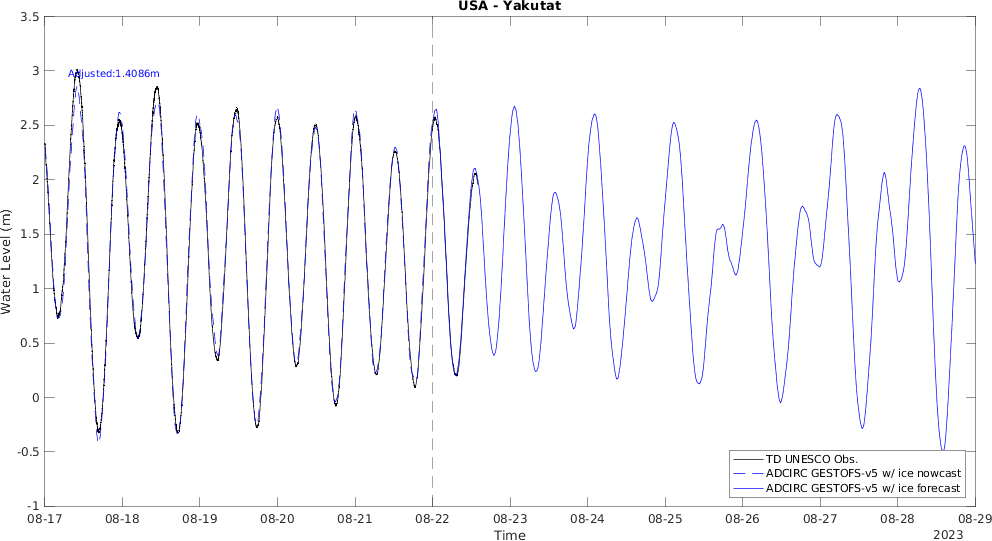 USA - Yakutat
Water Level (m)
3.5
3
2.5
2
1.5
1
0.5
0
-0.5
-1
Adjusted:1.4086m
TD UNESCO Obs.
ADCIRC GESTOFS-v5 w/ ice nowcast
ADCIRC GESTOFS-v5 w/ ice forecast
08-17 08-18 08-19 08-20 08-21 08-22 08-23 08-24 08-25 08-26 08-27 08-28 08-29
Time
2023